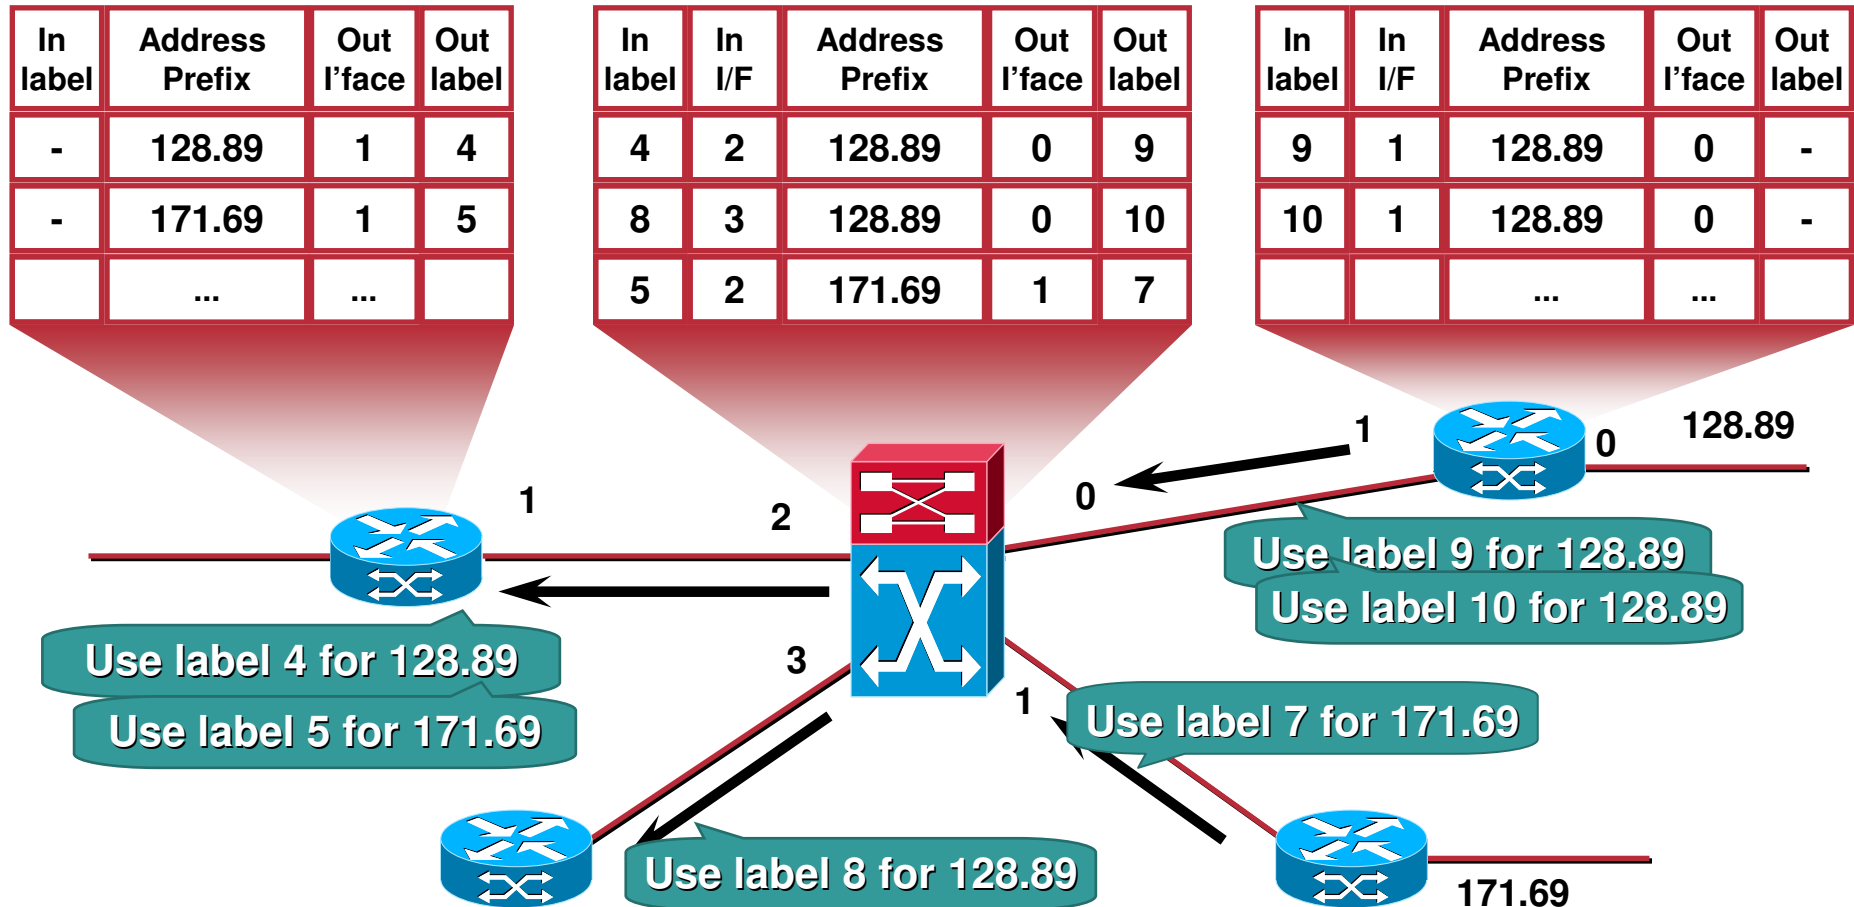 In label Address Prefix Out I'face Out label
- 128.89 1 4
- 171.69 1 5
... ...
In label In I/F Address Prefix Out I'face Out label
4 2 128.89 0 9
8 3 128.89 0 10
5 2 171.69 1 7
In label In I/F Address Prefix Out I'face Out label
9 1 128.89 0 -
10 1 128.89 0 -
... ...
1
0
128.89
1
2
0
Use label 9 for 128.89
Use label 10 for 128.89
Use label 4 for 128.89
3
1
Use label 5 for 171.69
Use label 7 for 171.69
Use label 8 for 128.89
171.69